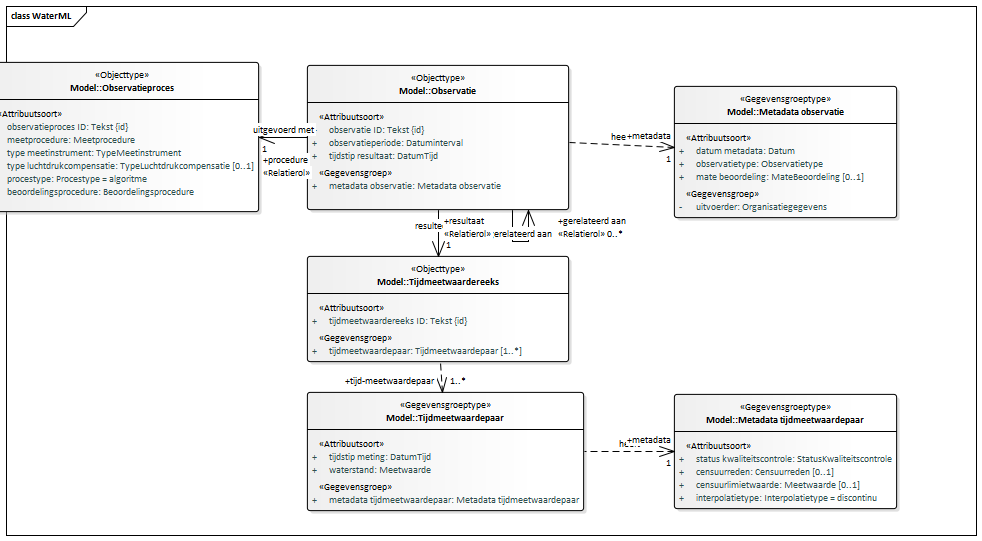 class WaterML
«Objecttype»
Model::Observatieproces
«Attribuutsoort»
observatieproces ID: Tekst {id}
meetprocedure: Meetprocedure
type meetinstrument: TypeMeetinstrument
type luchtdrukcompensatie: TypeLuchtdrukcompensatie [0..1]
procestype: Procestype = algoritme
beoordelingsprocedure: Beoordelingsprocedure
uitgevoerd met
1
+procedure
«Relatierol»
«Objecttype»
Model::Observatie
«Attribuutsoort»
+ observatie ID: Tekst {id}
+ observatieperiode: Datuminterval
+ tijdstip resultaat: DatumTijd
«Gegevensgroep»
+ metadata observatie: Metadata observatie
+metadata
1
«Gegevensgroeptype»
Model::Metadata observatie
«Attribuutsoort»
+ datum metadata: Datum
+ observatietype: Observatietype
+ mate beoordeling: MateBeoordeling [0..1]
«Gegevensgroep»
- uitvoerder: Organisatiegegevens
+resultaat
«Relatierol»
1
+gerelateerd aan
erelateerd aan
«Relatierol» 0..*
«Objecttype»
Model::Tijdmeetwaardereeks
«Attribuutsoort»
+ tijdmeetwaardereeks ID: Tekst {id}
«Gegevensgroep»
+ tijdmeetwaardepaar: Tijdmeetwaardepaar [1..*]
+tijd-meetwaardepaar 1..*
«Gegevensgroeptype»
Model::Tijdmeetwaardepaar
«Attribuutsoort»
+ tijdstip meting: DatumTijd
+ waterstand: Meetwaarde
«Gegevensgroep»
+ metadata tijdmeetwaardepaar: Metadata tijdmeetwaardepaar
+metadata
1
«Gegevensgroeptype»
Model::Metadata tijdmeetwaardepaar
«Attribuutsoort»
+ status kwaliteitscontrole: StatusKwaliteitscontrole
+ censuurreden: Censuurreden [0..1]
+ censuurlimietwaarde: Meetwaarde [0..1]
+ interpolatietype: Interpolatietype = discontinu